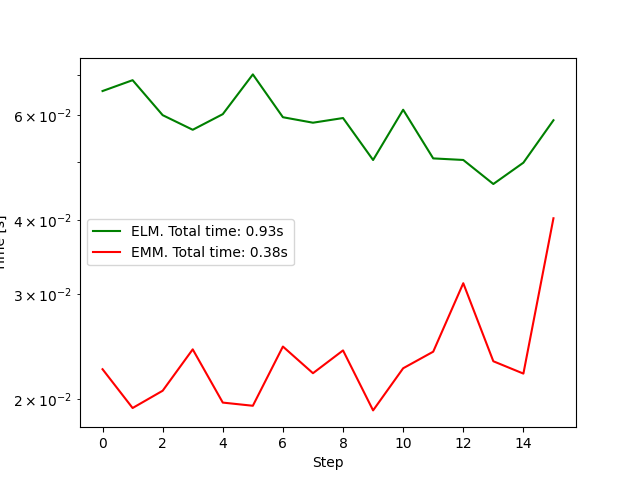 6 × 10⁻²
4 × 10⁻²
3 × 10⁻²
2 × 10⁻²
ELM. Total time: 0.93s
EMM. Total time: 0.38s
0 2 4 6 8 10 12 14
Step